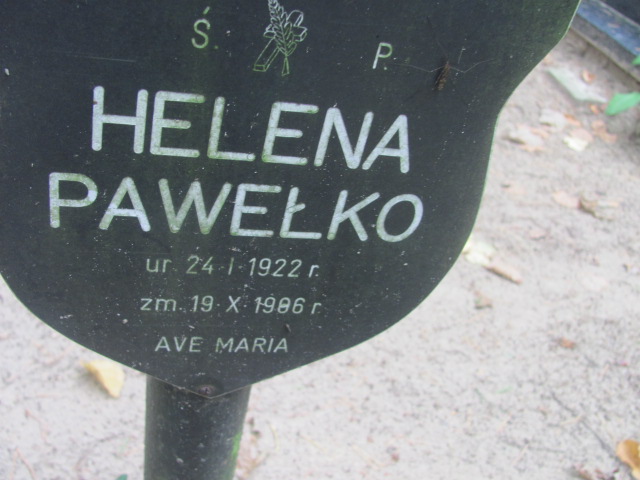 Ś. P.
HELENA
PAWEŁKO
ur. 24 I 1922 r.
zm. 19 X 1986 r.
AVE MARIA